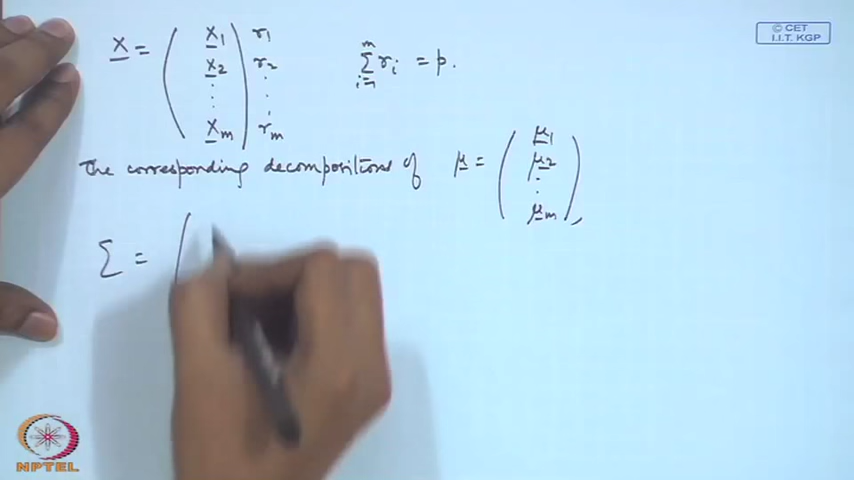 © CET
I.I.T. KGP
x = ( x1 r1
x2 r2
⋮ ⋮
xm ) rm
m Σ i=1 ri = p.
The corresponding decompositions of μ = ( μ1
μ2
⋮
μm ),
Σ = (
NPTEL